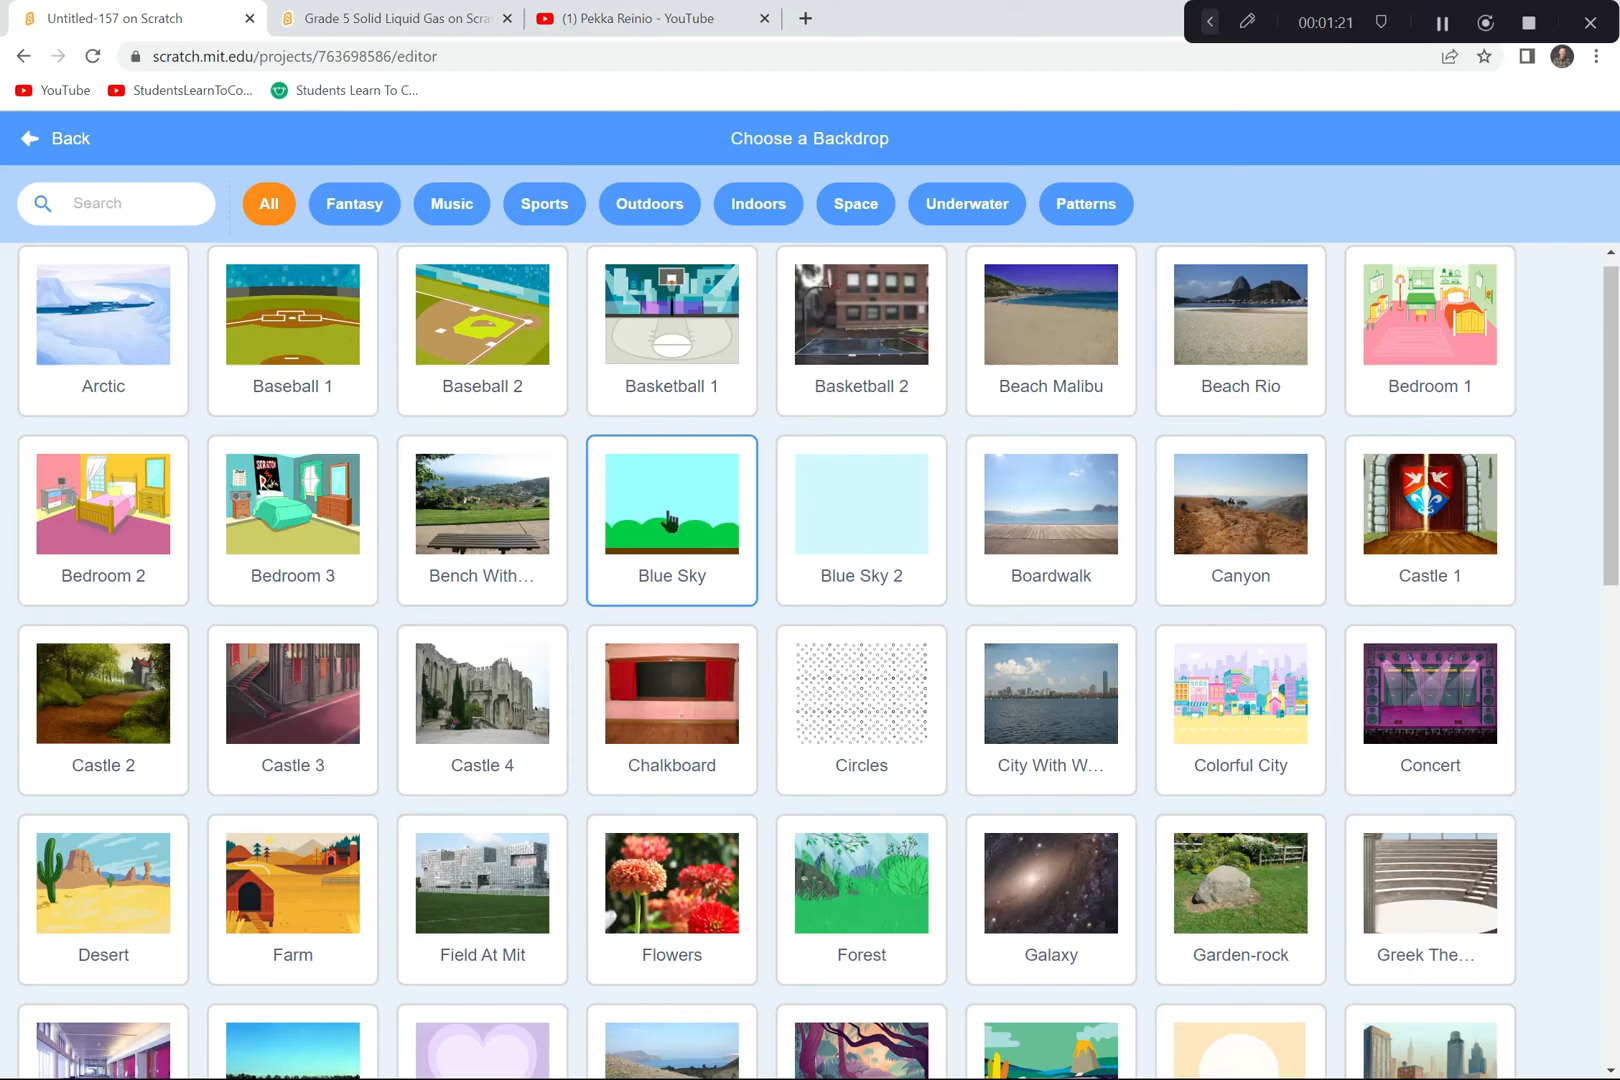 Untitled-157 on Scratch
Grade 5 Solid Liquid Gas on Scra
(1) Pekka Reinio - YouTube
00:01:21
scratch.mit.edu/projects/763698586/editor
YouTube
StudentsLearnToCo...
Students Learn To C...
Back
Choose a Backdrop
Search
All
Fantasy
Music
Sports
Outdoors
Indoors
Space
Underwater
Patterns
Arctic
Baseball 1
Baseball 2
Basketball 1
Basketball 2
Beach Malibu
Beach Rio
Bedroom 1
SCRATCH
Bedroom 2
Bedroom 3
Bench With...
Blue Sky
Blue Sky 2
Boardwalk
Canyon
Castle 1
Castle 2
Castle 3
Castle 4
Chalkboard
Circles
City With W...
Colorful City
Concert
Desert
Farm
Field At Mit
Flowers
Forest
Galaxy
Garden-rock
Greek The...